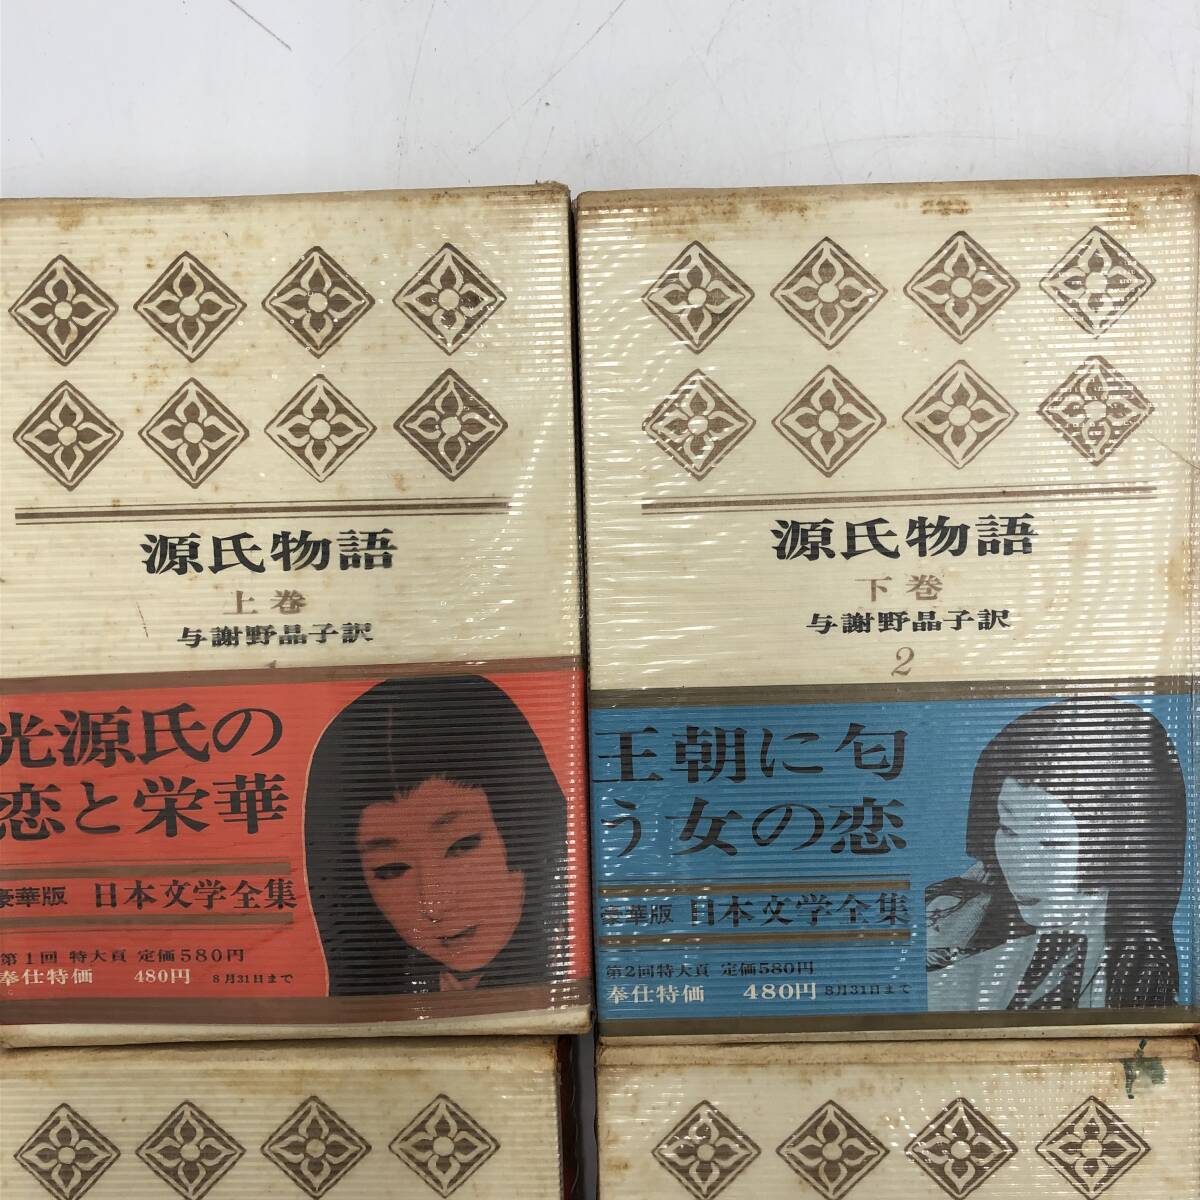 源氏物語
上巻
与謝野晶子訳
1
光源氏の
恋と栄華
豪華版 日本文学全集
第1回 特大頁 定価580円
奉仕特価 480円 8月31日まで
源氏物語
下巻
与謝野晶子訳
2
王朝に匂
う女の恋
豪華版 日本文学全集
第2回特大頁 定価580円
奉仕特価 480円 8月31日まで